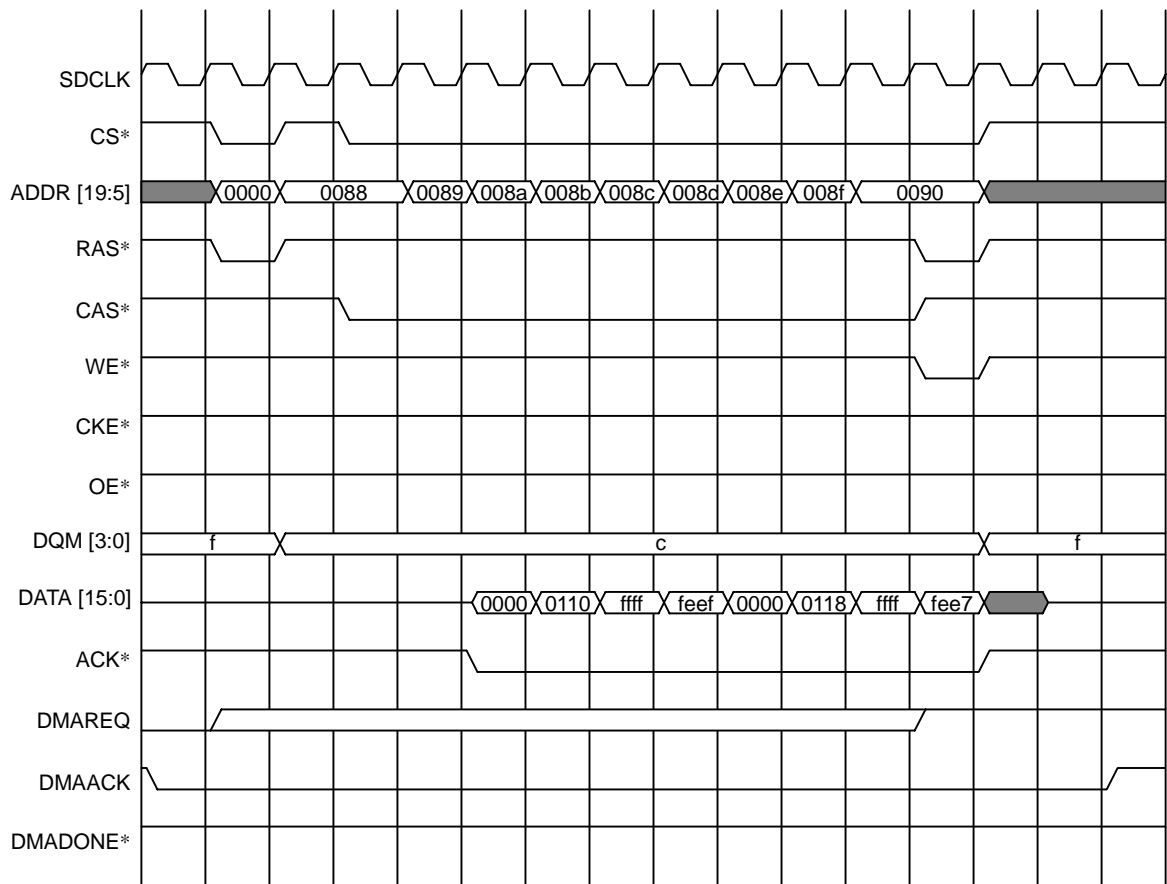 SDCLK
CS*
ADDR [19:5]
0000 0088 0089 008a 008b 008c 008d 008e 008f 0090
RAS*
CAS*
WE*
CKE*
OE*
DQM [3:0]
f c f
DATA [15:0]
0000 0110 ffff feef 0000 0118 ffff fee7
ACK*
DMAREQ
DMAACK
DMADONE*